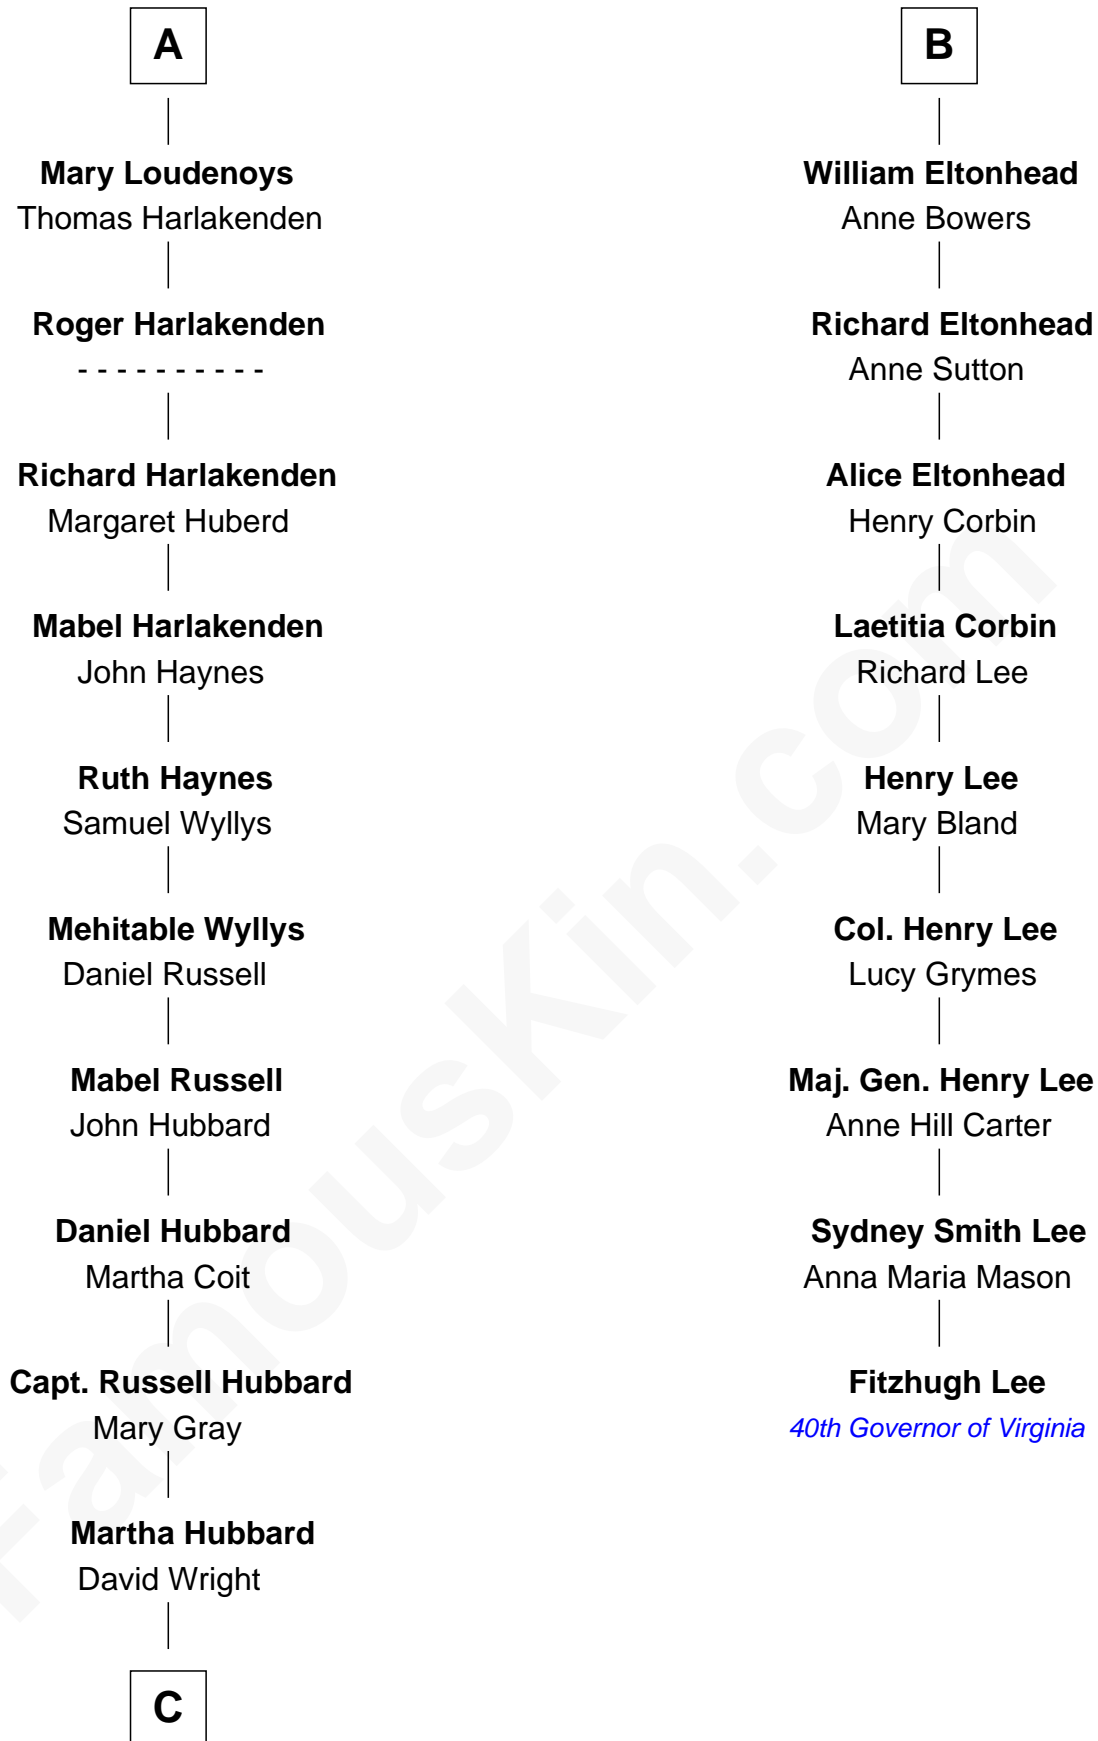 A
Mary Loudenoys
Thomas Harlakenden
Roger Harlakenden
- - - - - - - - - -
Richard Harlakenden
Margaret Huberd
Mabel Harlakenden
John Haynes
Ruth Haynes
Samuel Wyllys
Mehitable Wyllys
Daniel Russell
Mabel Russell
John Hubbard
Daniel Hubbard
Martha Coit
Capt. Russell Hubbard
Mary Gray
Martha Hubbard
David Wright
C
B
William Eltonhead
Anne Bowers
Richard Eltonhead
Anne Sutton
Alice Eltonhead
Henry Corbin
Laetitia Corbin
Richard Lee
Henry Lee
Mary Bland
Col. Henry Lee
Lucy Grymes
Maj. Gen. Henry Lee
Anne Hill Carter
Sydney Smith Lee
Anna Maria Mason
Fitzhugh Lee
40th Governor of Virginia
FamousKin.com